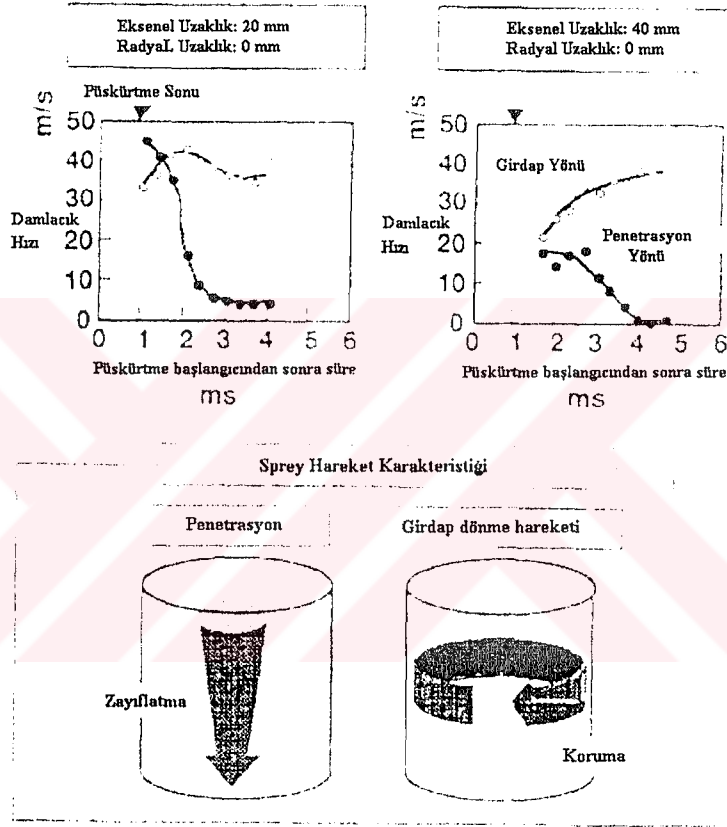 Eksenel Uzaklık: 20 mm
RadyaL Uzaklık: 0 mm
Püskürtme Sonu
m/s
50
40
30
20
10
0
Damlacık
Hızı
0 1 2 3 4 5 6
Püskürtme başlangıcından sonra süre
ms
Eksenel Uzaklık: 40 mm
Radyal Uzaklık: 0 mm
m/s
50
40
30
20
10
0
Girdap Yönü
Damlacık
Hızı
Penetrasyon
Yönü
0 1 2 3 4 5 6
Püskürtme başlangıcından sonra süre
ms
Sprey Hareket Karakteristiği
Penetrasyon
Girdap dönme hareketi
Zayıflatma
Koruma